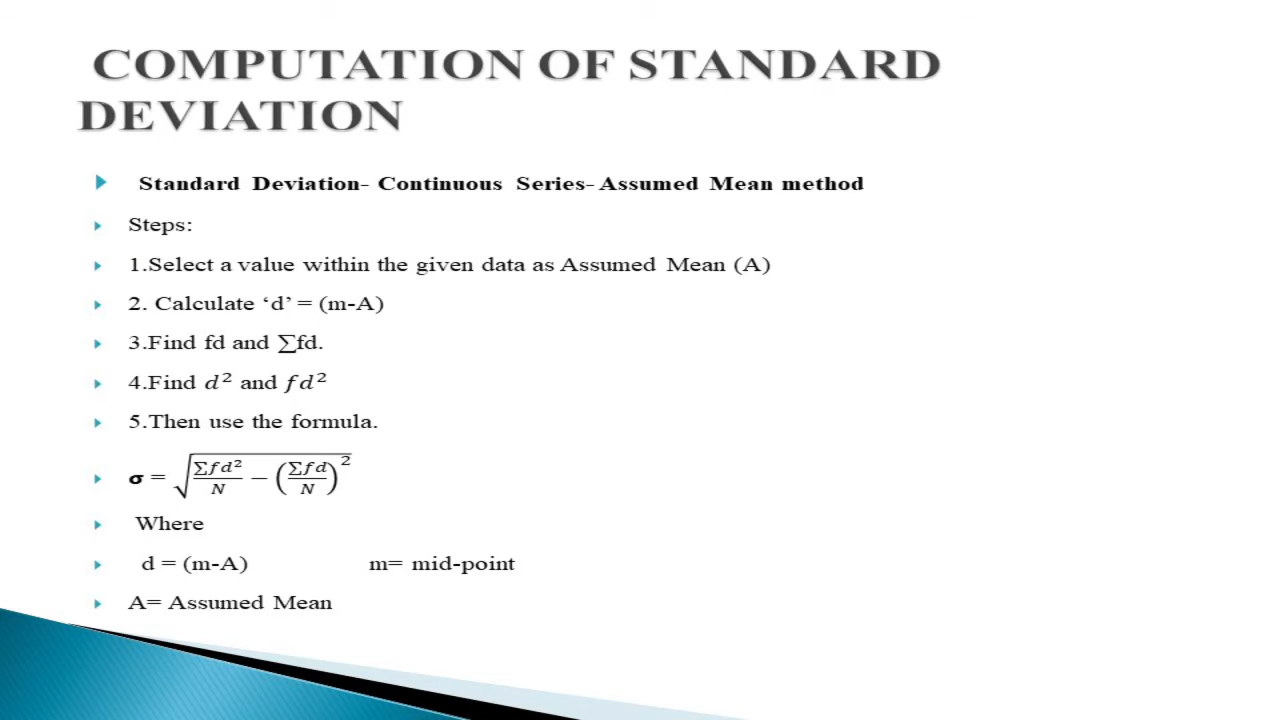 COMPUTATION OF STANDARD
DEVIATION
Standard Deviation- Continuous Series- Assumed Mean method
Steps:
1.Select a value within the given data as Assumed Mean (A)
2. Calculate ‘d’ = (m-A)
3.Find fd and ∑fd.
4.Find d² and fd²
5.Then use the formula.
σ = √(∑fd²/N − (∑fd/N)²)
Where
d = (m-A) m= mid-point
A= Assumed Mean